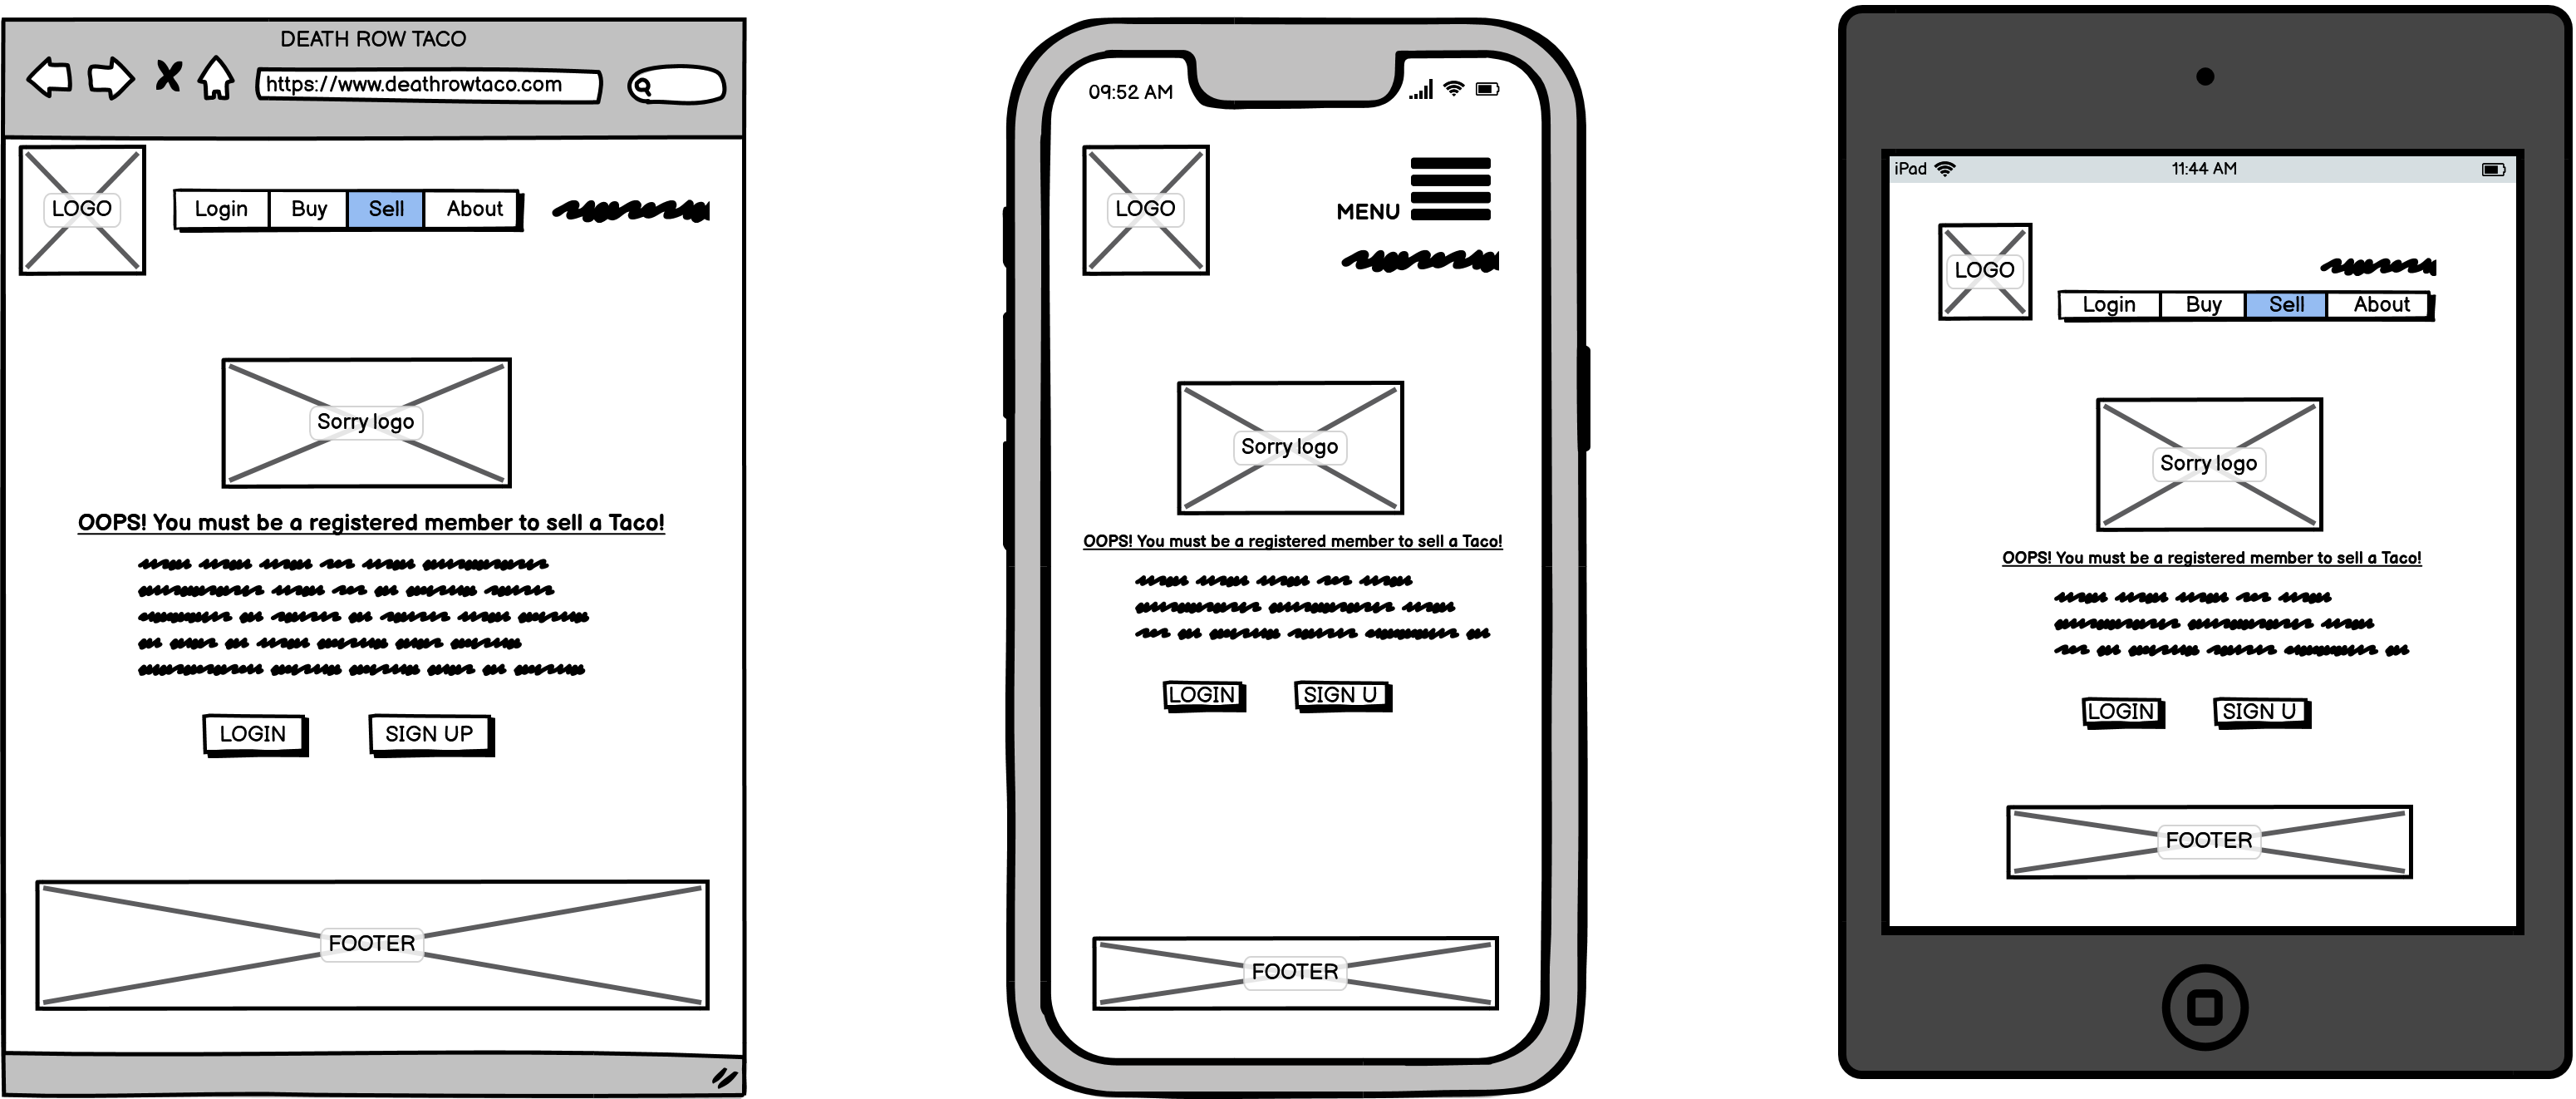 DEATH ROW TACO
https://www.deathrowtaco.com
LOGO
Login Buy Sell About
Sorry logo
OOPS! You must be a registered member to sell a Taco!
LOGIN SIGN UP
FOOTER
09:52 AM
LOGO
MENU
Sorry logo
OOPS! You must be a registered member to sell a Taco!
LOGIN SIGN U
FOOTER
iPad 11:44 AM
LOGO
Login Buy Sell About
Sorry logo
OOPS! You must be a registered member to sell a Taco!
LOGIN SIGN U
FOOTER